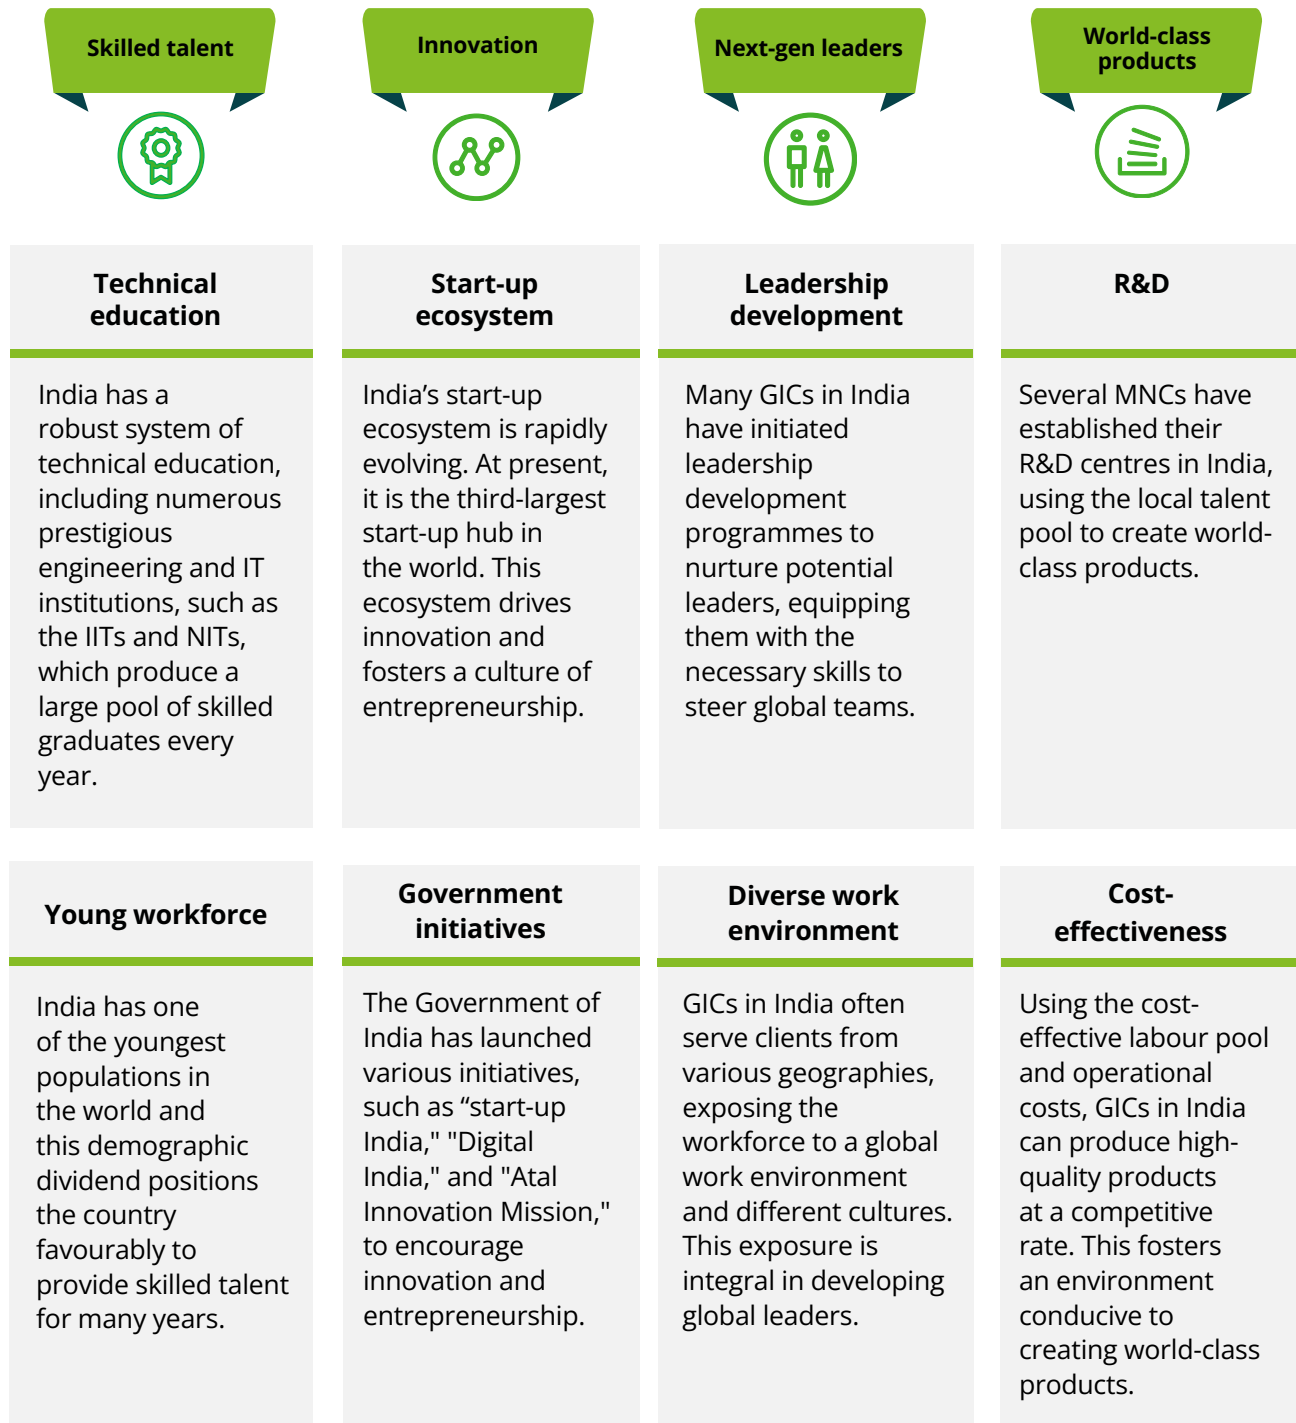 Skilled talent
Innovation
Next-gen leaders
World-class
products
Technical
education
India has a
robust system of
technical education,
including numerous
prestigious
engineering and IT
institutions, such as
the IITs and NITs,
which produce a
large pool of skilled
graduates every
year.
Start-up
ecosystem
India’s start-up
ecosystem is rapidly
evolving. At present,
it is the third-largest
start-up hub in
the world. This
ecosystem drives
innovation and
fosters a culture of
entrepreneurship.
Leadership
development
Many GICs in India
have initiated
leadership
development
programmes to
nurture potential
leaders, equipping
them with the
necessary skills to
steer global teams.
R&D
Several MNCs have
established their
R&D centres in India,
using the local talent
pool to create world-
class products.
Young workforce
India has one
of the youngest
populations in
the world and
this demographic
dividend positions
the country
favourably to
provide skilled talent
for many years.
Government
initiatives
The Government of
India has launched
various initiatives,
such as “start-up
India," "Digital
India," and "Atal
Innovation Mission,"
to encourage
innovation and
entrepreneurship.
Diverse work
environment
GICs in India often
serve clients from
various geographies,
exposing the
workforce to a global
work environment
and different cultures.
This exposure is
integral in developing
global leaders.
Cost-
effectiveness
Using the cost-
effective labour pool
and operational
costs, GICs in India
can produce high-
quality products
at a competitive
rate. This fosters
an environment
conducive to
creating world-class
products.